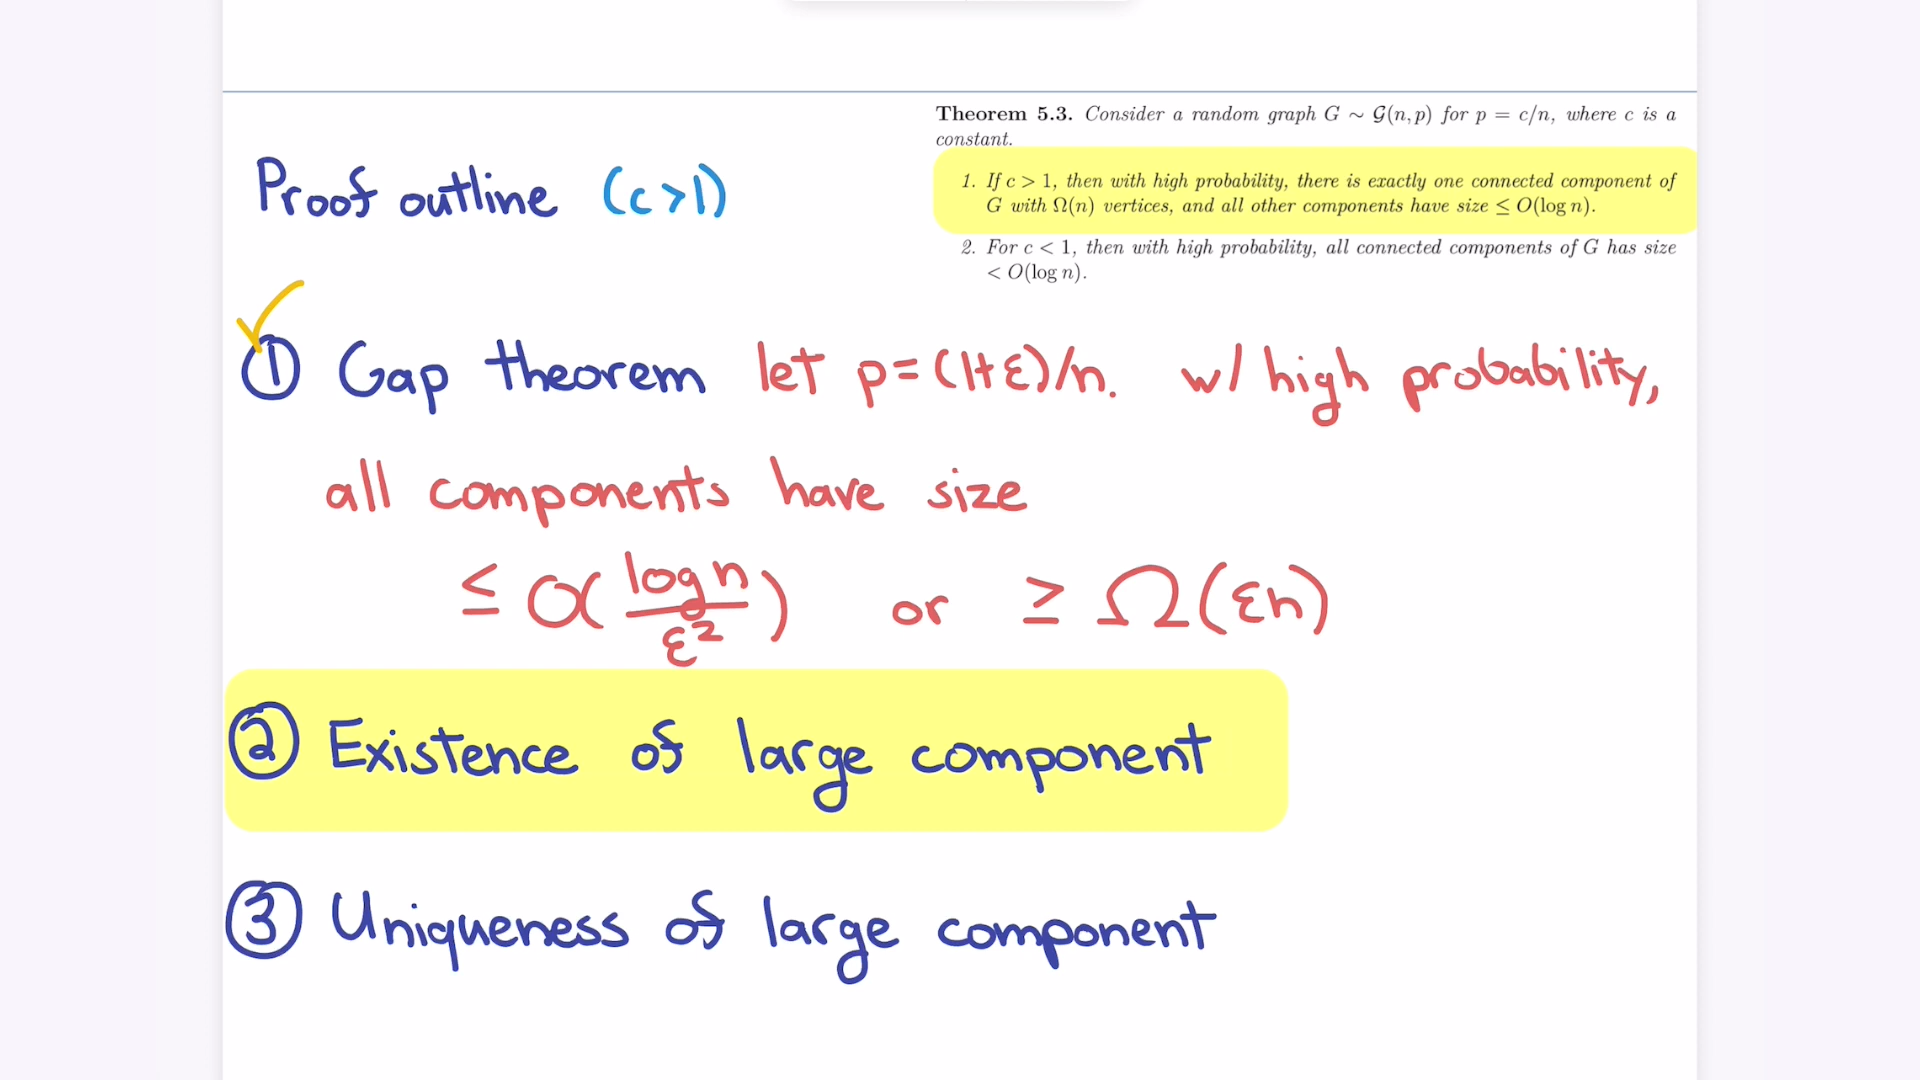 Theorem 5.3. Consider a random graph G ∼ 𝒢(n, p) for p = c/n, where c is a
constant.
1. If c > 1, then with high probability, there is exactly one connected component of
G with Ω(n) vertices, and all other components have size ≤ O(log n).
2. For c < 1, then with high probability, all connected components of G has size
< O(log n).
Proof outline (c>1)
① Gap theorem let p=(1+ε)/n. w/ high probability,
all components have size
≤ O(log n / ε²) or ≥ Ω(εn)
② Existence of large component
③ Uniqueness of large component